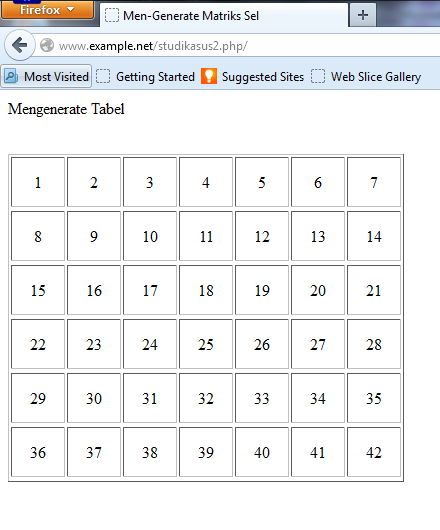 Firefox
Men-Generate Matriks Sel
www.example.net/studikasus2.php/
Most Visited Getting Started Suggested Sites Web Slice Gallery
Mengenerate Tabel
1 2 3 4 5 6 7
8 9 10 11 12 13 14
15 16 17 18 19 20 21
22 23 24 25 26 27 28
29 30 31 32 33 34 35
36 37 38 39 40 41 42